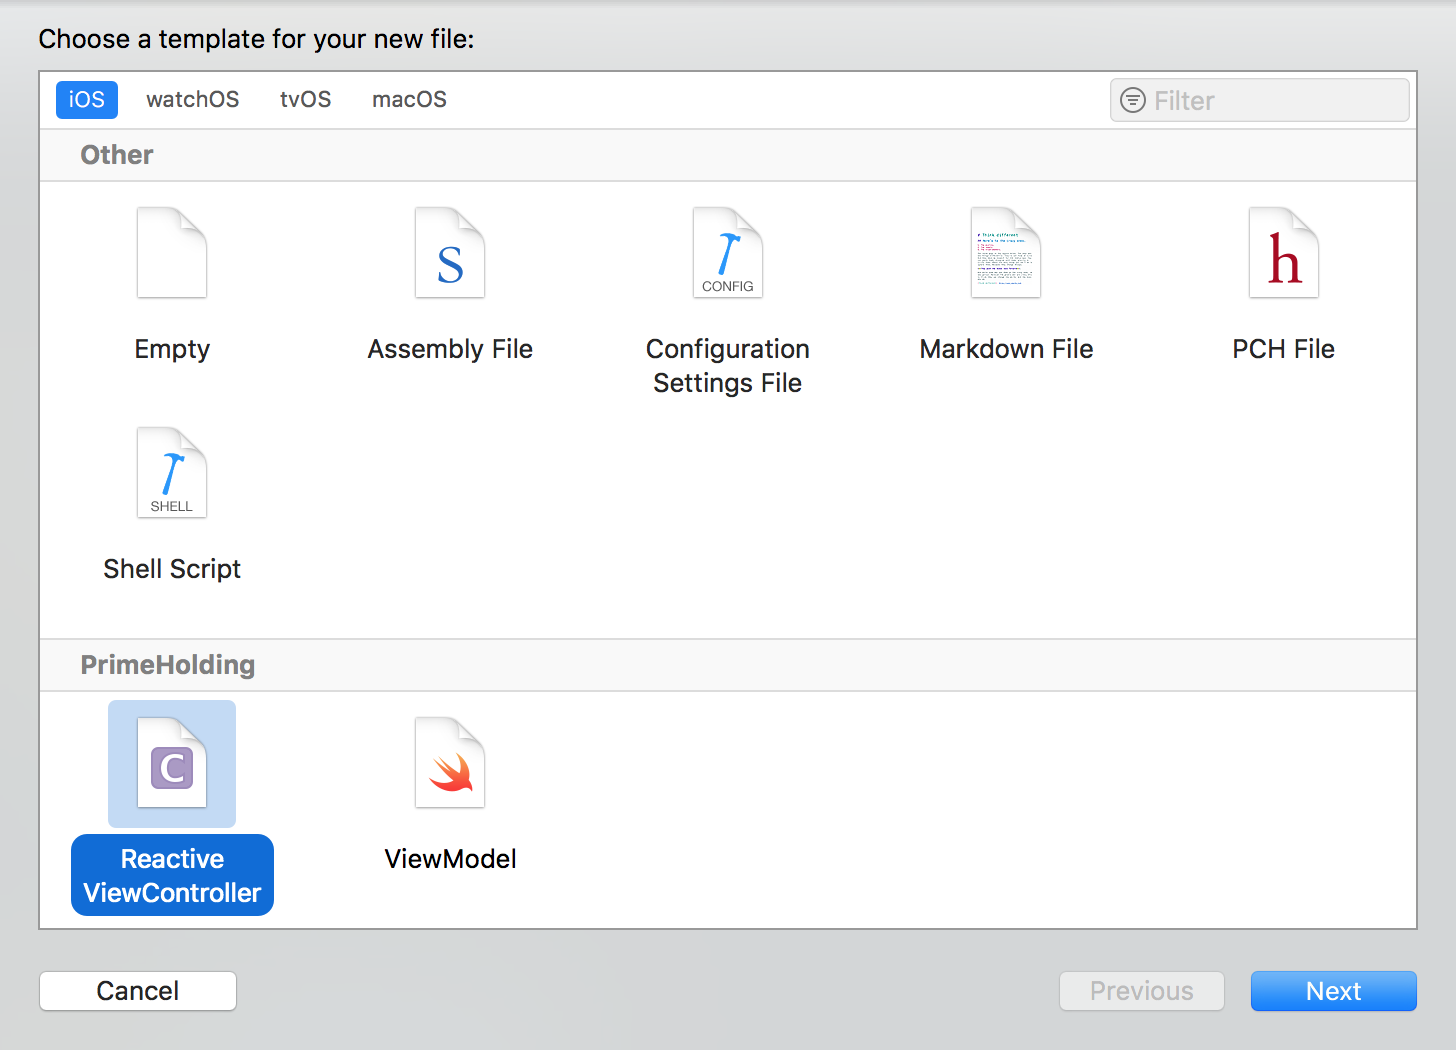 Choose a template for your new file:
iOS watchOS tvOS macOS Filter
Other
S
CONFIG
h
Empty Assembly File Configuration Settings File Markdown File PCH File
SHELL
Shell Script
PrimeHolding
C
Reactive ViewController ViewModel
Cancel Previous Next